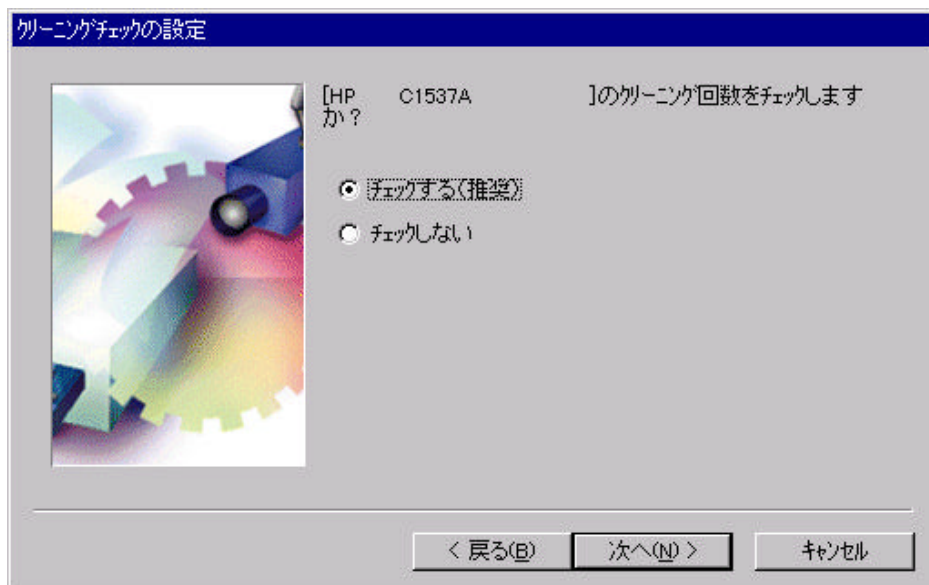 クリーニングチェックの設定
[HP C1537A ]のクリーニング回数をチェックします
か?
チェックする(推奨)
チェックしない
< 戻る(B)
次へ(N) >
キャンセル